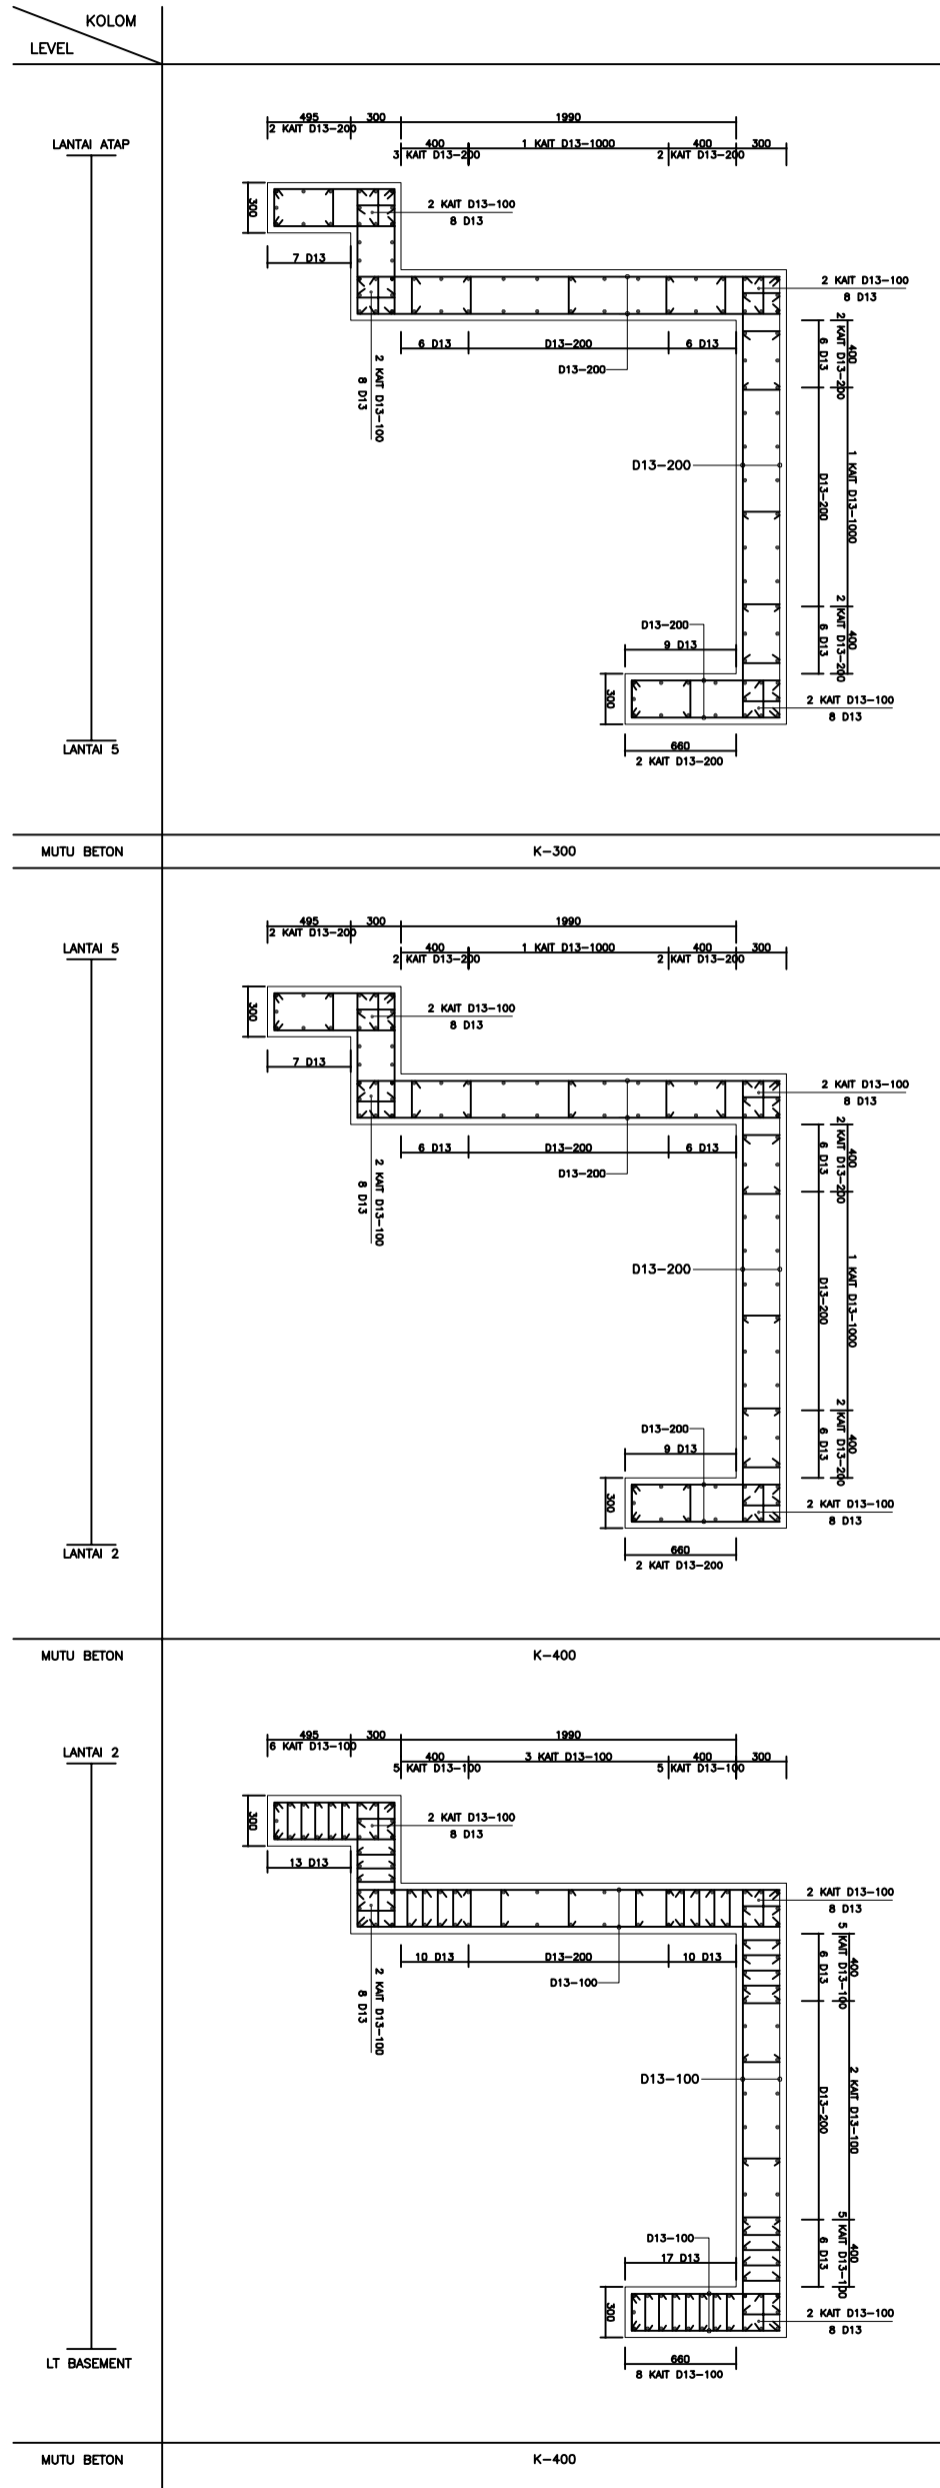 KOLOM
LEVEL
LANTAI ATAP
LANTAI 5
495
300
1990
2 KAIT D13-200
400
1 KAIT D13-1000
400
300
3 KAIT D13-200
2 KAIT D13-200
300
2 KAIT D13-100
8 D13
7 D13
2 KAIT D13-100
8 D13
6 D13
D13-200
6 D13
D13-200
2 KAIT D13-100
8 D13
400
2 KAIT D13-200
6 D13
D13-200
1 KAIT D13-1000
D13-200
400
2 KAIT D13-200
6 D13
D13-200
9 D13
300
2 KAIT D13-100
8 D13
660
2 KAIT D13-200
MUTU BETON
K-300
LANTAI 5
LANTAI 2
495
300
1990
2 KAIT D13-200
400
1 KAIT D13-1000
400
300
2 KAIT D13-200
2 KAIT D13-200
300
2 KAIT D13-100
8 D13
7 D13
2 KAIT D13-100
8 D13
6 D13
D13-200
6 D13
D13-200
2 KAIT D13-100
8 D13
400
2 KAIT D13-200
6 D13
D13-200
1 KAIT D13-1000
D13-200
400
2 KAIT D13-200
6 D13
D13-200
9 D13
300
2 KAIT D13-100
8 D13
660
2 KAIT D13-200
MUTU BETON
K-400
LANTAI 2
LT BASEMENT
495
300
1990
6 KAIT D13-100
400
3 KAIT D13-100
400
300
5 KAIT D13-100
5 KAIT D13-100
300
2 KAIT D13-100
8 D13
13 D13
2 KAIT D13-100
8 D13
10 D13
D13-200
10 D13
D13-100
2 KAIT D13-100
8 D13
400
5 KAIT D13-100
6 D13
D13-100
2 KAIT D13-100
D13-200
400
5 KAIT D13-100
6 D13
D13-100
17 D13
300
2 KAIT D13-100
8 D13
660
8 KAIT D13-100
MUTU BETON
K-400